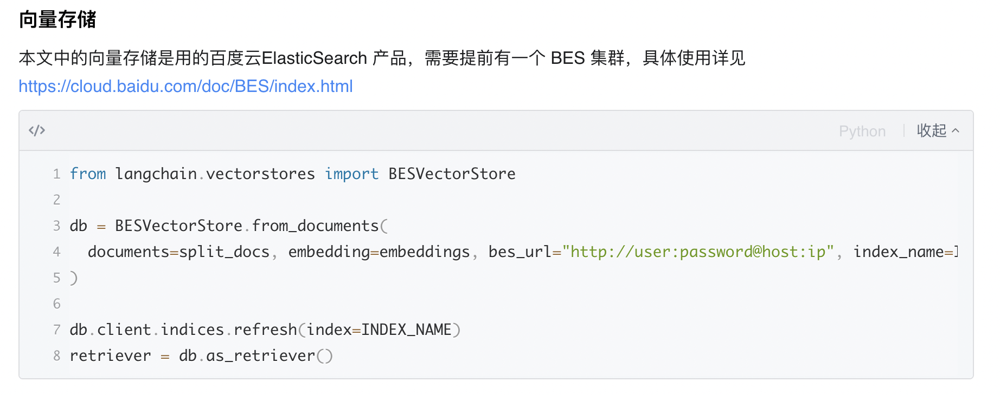 向量存储
本文中的向量存储是用的百度云ElasticSearch 产品，需要提前有一个 BES 集群，具体使用详见
https://cloud.baidu.com/doc/BES/index.html
</> Python 收起
1 from langchain.vectorstores import BESVectorStore
2
3 db = BESVectorStore.from_documents(
4   documents=split_docs, embedding=embeddings, bes_url="http://user:password@host:ip", index_name=
5 )
6
7 db.client.indices.refresh(index=INDEX_NAME)
8 retriever = db.as_retriever()